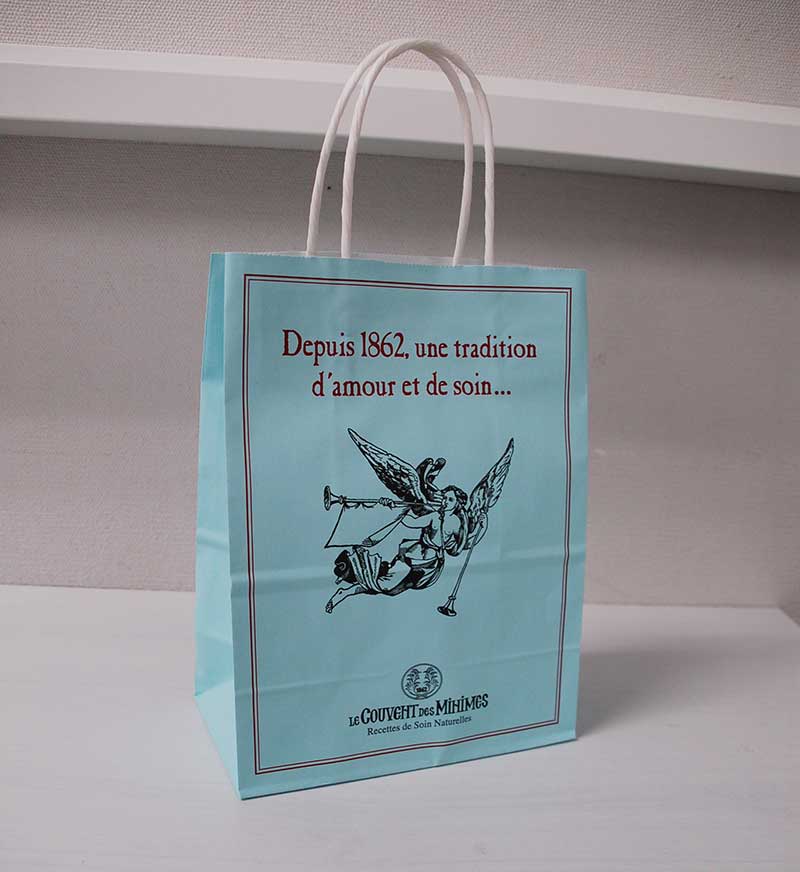 Depuis 1862, une tradition
d'amour et de soin...
1862
LE COUVENT DES MINIMES
Recettes de Soin Naturelles